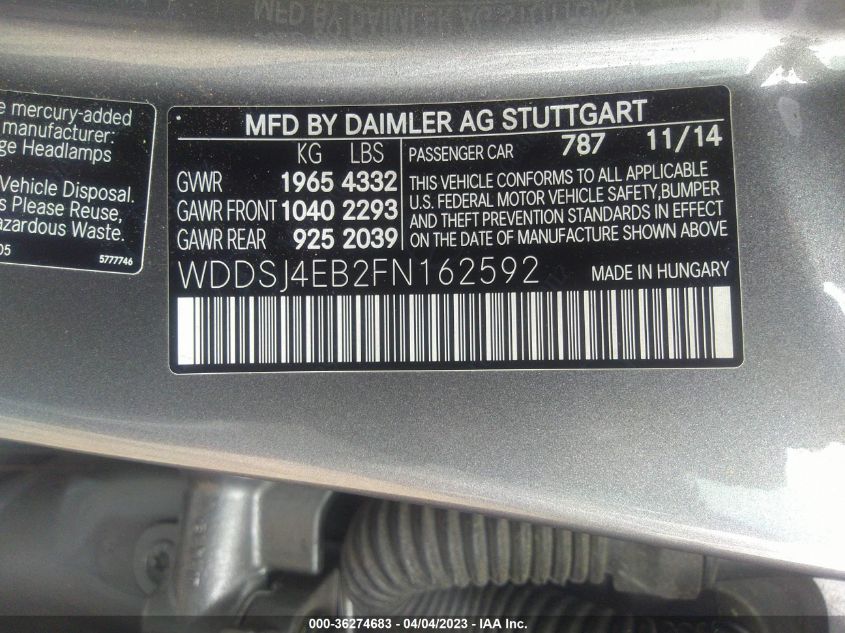 e mercury-added
manufacturer:
ge Headlamps
Vehicle Disposal.
s Please Reuse,
azardous Waste.
05
5777746
MFD BY DAIMLER AG STUTTGART
KG LBS
GVWR 1965 4332
GAWR FRONT 1040 2293
GAWR REAR 925 2039
PASSENGER CAR 787 11/14
THIS VEHICLE CONFORMS TO ALL APPLICABLE
U.S. FEDERAL MOTOR VEHICLE SAFETY,BUMPER
AND THEFT PREVENTION STANDARDS IN EFFECT
ON THE DATE OF MANUFACTURE SHOWN ABOVE
WDDSJ4EB2FN162592
MADE IN HUNGARY
000-36274683 - 04/04/2023 - IAA Inc.